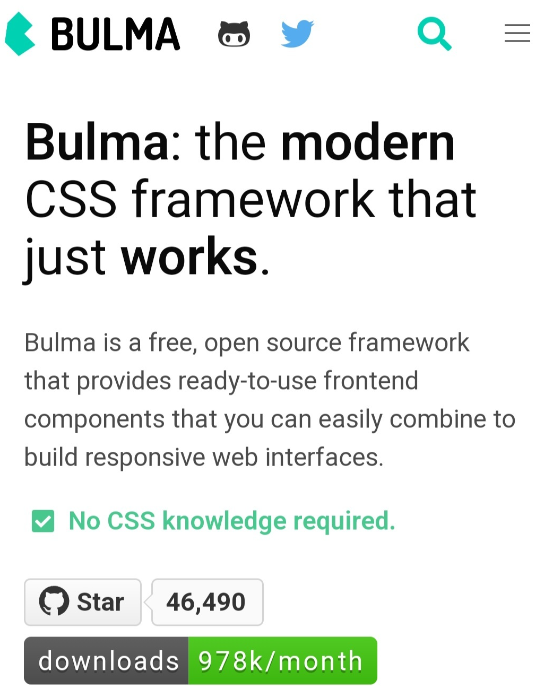 BULMA
Bulma: the modern
CSS framework that
just works.
Bulma is a free, open source framework
that provides ready-to-use frontend
components that you can easily combine to
build responsive web interfaces.
No CSS knowledge required.
Star 46,490
downloads 978k/month